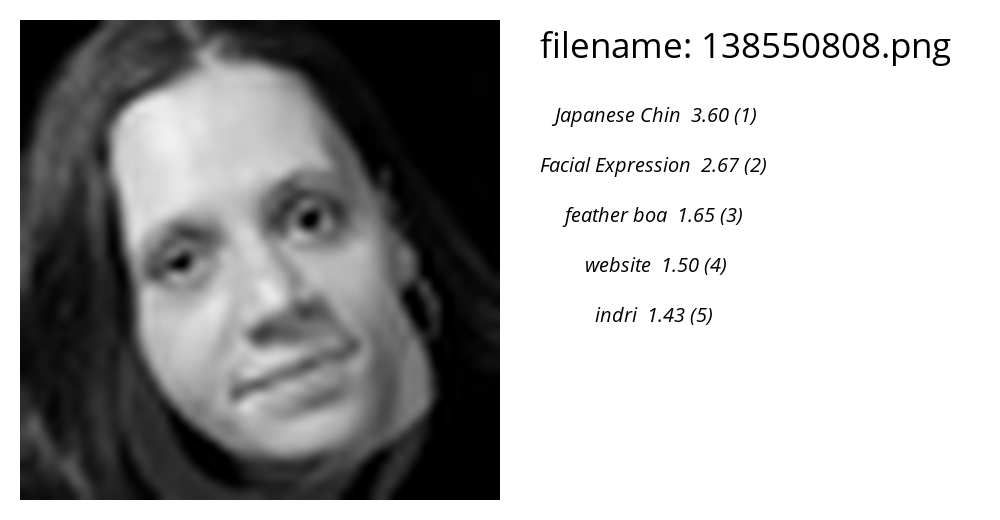 filename: 138550808.png
Japanese Chin 3.60 (1)
Facial Expression 2.67 (2)
feather boa 1.65 (3)
website 1.50 (4)
indri 1.43 (5)